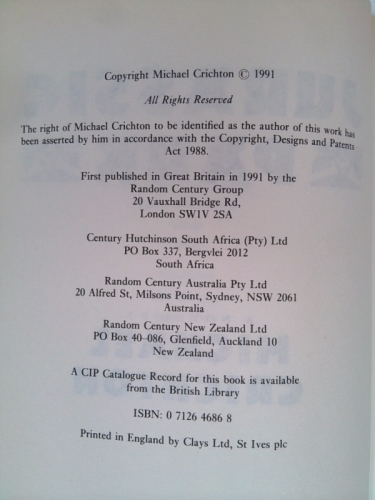 Copyright Michael Crichton © 1991
All Rights Reserved
The right of Michael Crichton to be identified as the author of this work has
been asserted by him in accordance with the Copyright, Designs and Patents
Act 1988.
First published in Great Britain in 1991 by the
Random Century Group
20 Vauxhall Bridge Rd,
London SW1V 2SA
Century Hutchinson South Africa (Pty) Ltd
PO Box 337, Bergvlei 2012
South Africa
Random Century Australia Pty Ltd
20 Alfred St, Milsons Point, Sydney, NSW 2061
Australia
Random Century New Zealand Ltd
PO Box 40–086, Glenfield, Auckland 10
New Zealand
A CIP Catalogue Record for this book is available
from the British Library
ISBN: 0 7126 4686 8
Printed in England by Clays Ltd, St Ives plc